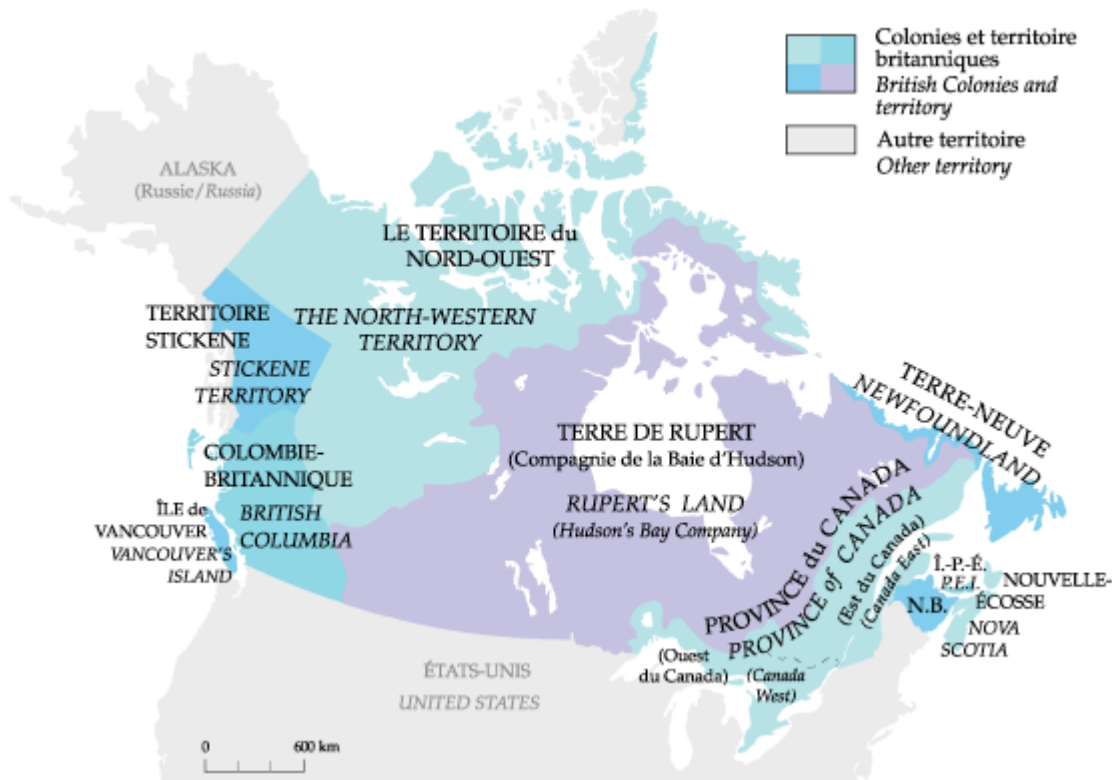 Colonies et territoire
britanniques
British Colonies and
territory
Autre territoire
Other territory
ALASKA
(Russie/Russia)
LE TERRITOIRE du
NORD-OUEST
THE NORTH-WESTERN
TERRITORY
TERRITOIRE
STICKENE
STICKENE
TERRITORY
COLOMBIE-
BRITANNIQUE
BRITISH
COLUMBIA
ÎLE de
VANCOUVER
VANCOUVER'S
ISLAND
TERRE DE RUPERT
(Compagnie de la Baie d'Hudson)
RUPERT'S LAND
(Hudson's Bay Company)
TERRE-NEUVE
NEWFOUNDLAND
PROVINCE du CANADA
PROVINCE of CANADA
(Est du Canada)
(Canada East)
(Ouest
du Canada)
(Canada
West)
Î.-P.-É.
P.E.I.
N.B.
NOUVELLE-
ÉCOSSE
NOVA
SCOTIA
ÉTATS-UNIS
UNITED STATES
0 600 km